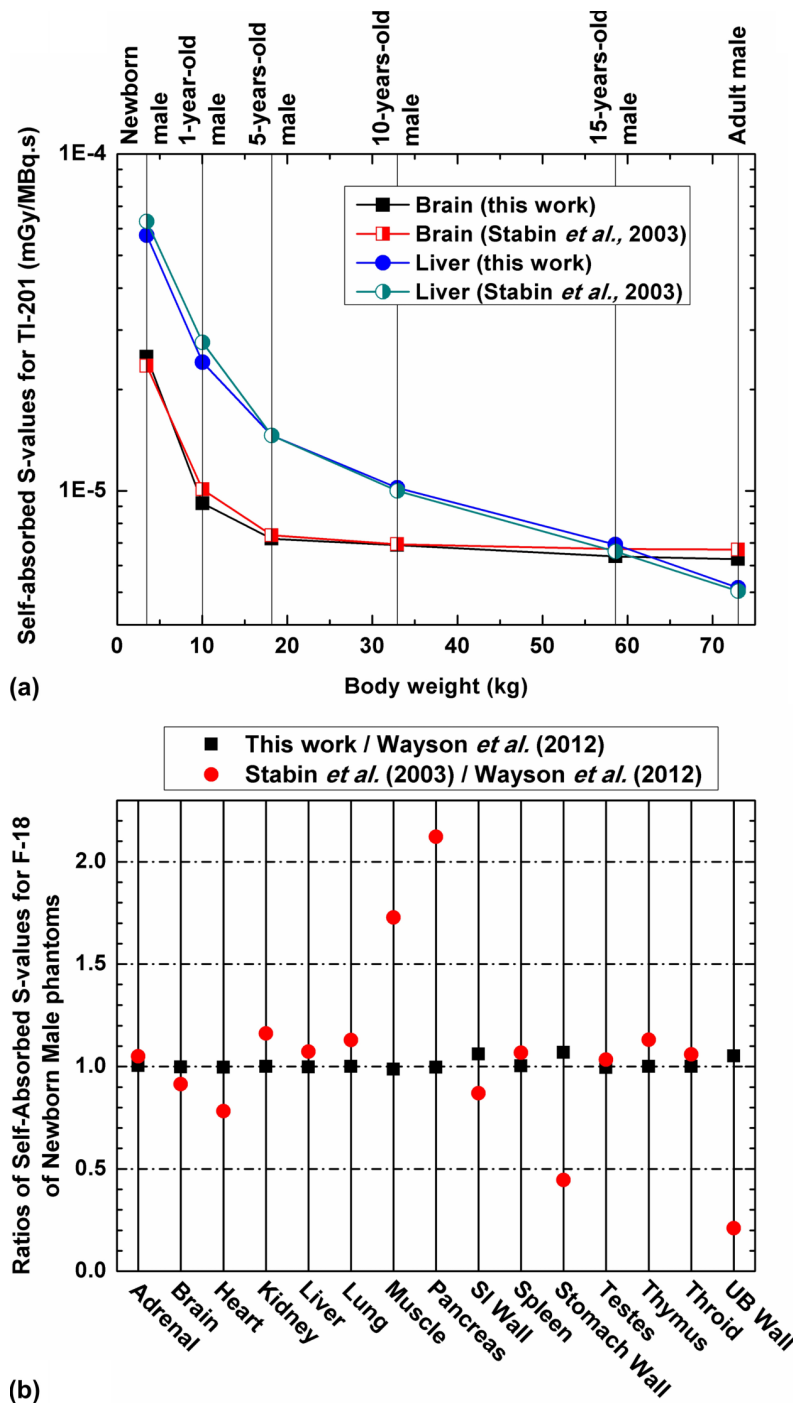 Newborn
male
1-year-old
male
5-years-old
male
10-years-old
male
15-years-old
male
Adult male
Self-absorbed S-values for Tl-201 (mGy/MBq.s)
1E-4
1E-5
Brain (this work)
Brain (Stabin et al., 2003)
Liver (this work)
Liver (Stabin et al., 2003)
0 10 20 30 40 50 60 70
Body weight (kg)
(a)
This work / Wayson et al. (2012)
Stabin et al. (2003) / Wayson et al. (2012)
Ratios of Self-Absorbed S-values for F-18
of Newborn Male phantoms
2.0
1.5
1.0
0.5
0.0
Adrenal
Brain
Heart
Kidney
Liver
Lung
Muscle
Pancreas
SI Wall
Spleen
Stomach Wall
Testes
Thymus
Throid
UB Wall
(b)